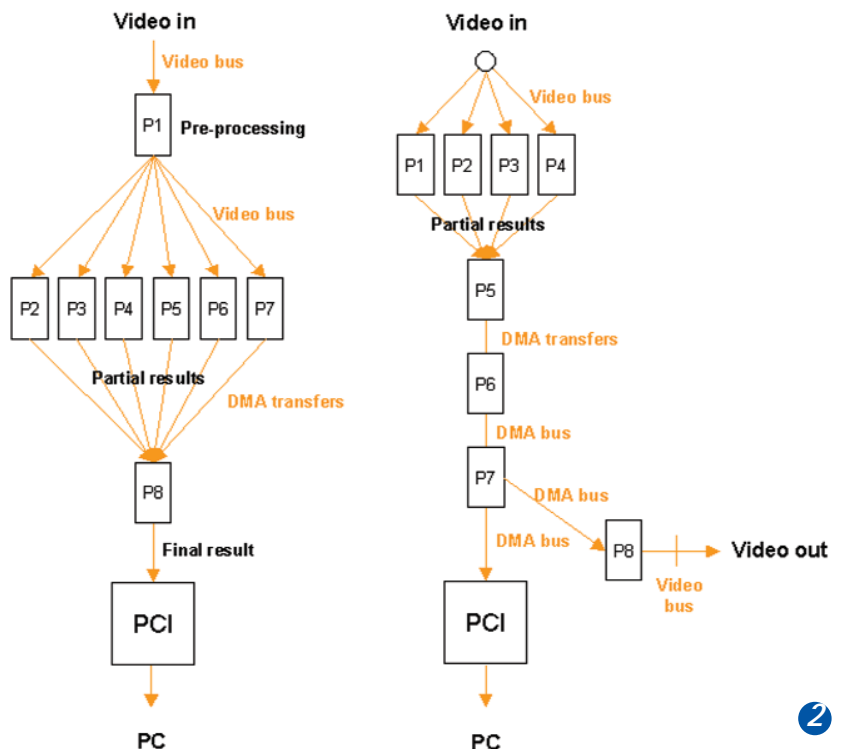 Video in
Video bus
P1
Pre-processing
Video bus
P2 P3 P4 P5 P6 P7
Partial results
DMA transfers
P8
Final result
PCI
PC
Video in
Video bus
P1 P2 P3 P4
Partial results
P5
DMA transfers
P6
DMA bus
P7
DMA bus
DMA bus
P8
Video out
Video
bus
PCI
PC
2